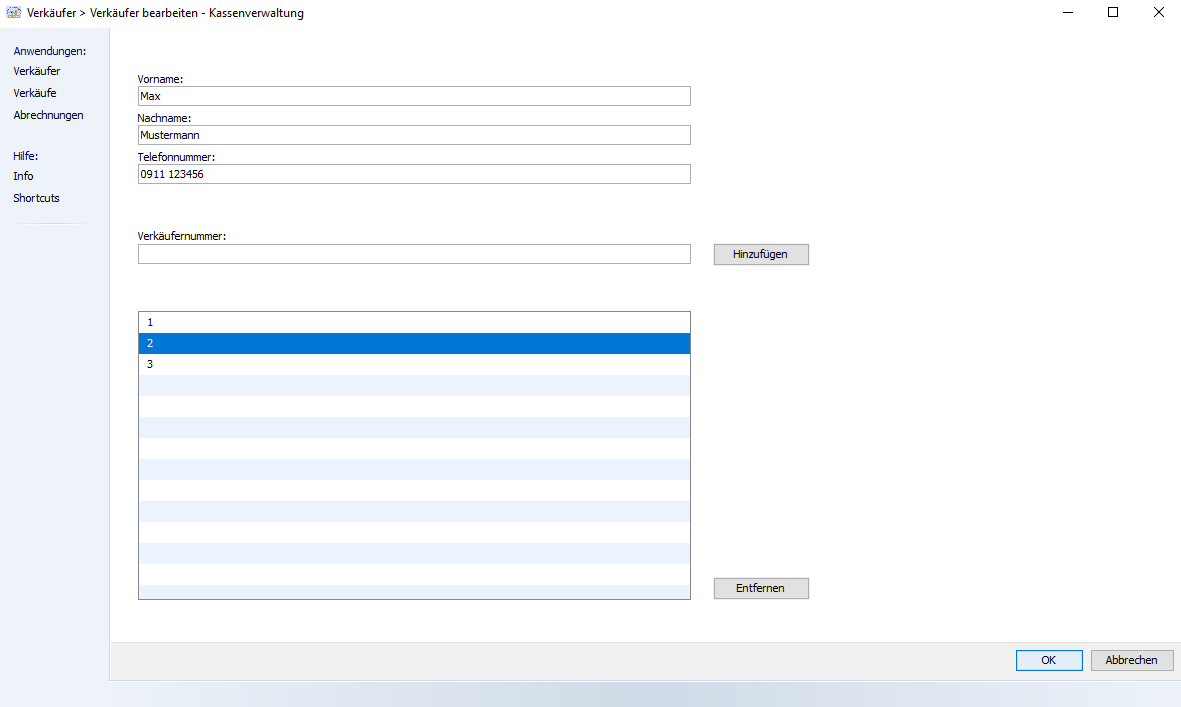 Verkäufer > Verkäufer bearbeiten - Kassenverwaltung
Anwendungen:
Verkäufer
Verkäufe
Abrechnungen
Hilfe:
Info
Shortcuts
Vorname:
Max
Nachname:
Mustermann
Telefonnummer:
0911 123456
Verkäufernummer:
Hinzufügen
1
2
3
Entfernen
OK
Abbrechen